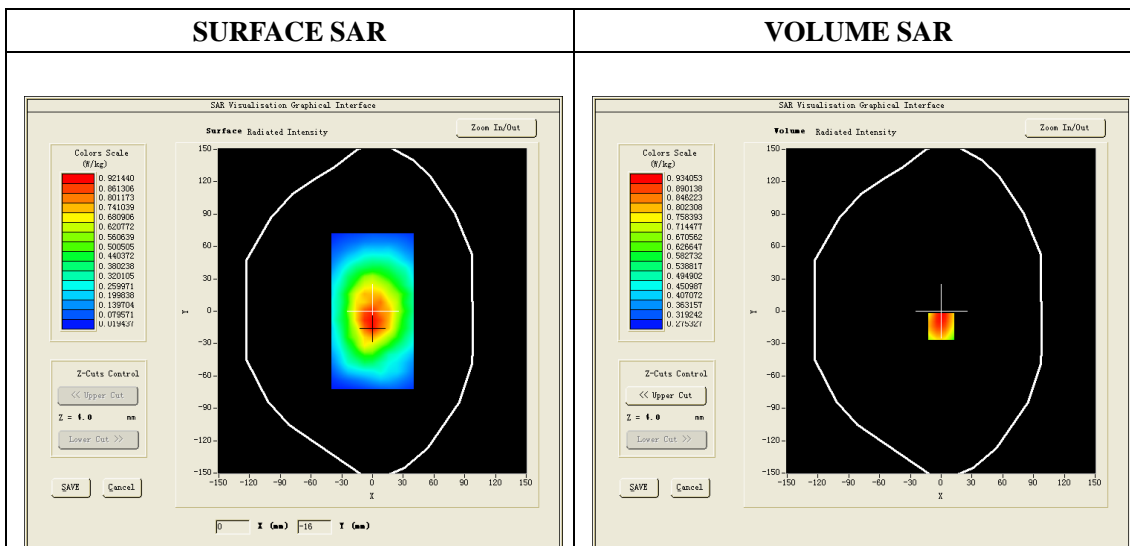 SURFACE SAR
VOLUME SAR
SAR Visualisation Graphical Interface
Surface Radiated Intensity
Zoom In/Out
Colors Scale
(W/kg)
0.921440
0.861306
0.801173
0.741039
0.680906
0.620772
0.560639
0.500505
0.440372
0.380238
0.320105
0.259971
0.199838
0.139704
0.079571
0.019437
150
120
90
60
30
0
-30
-60
-90
-120
-150
Y
-150 -120 -90 -60 -30 0 30 60 90 120 150
X
Z-Cuts Control
<< Upper Cut
Z = 4.0 mm
Lower Cut >>
SAVE Cancel
0 X (mm) -16 Y (mm)
SAR Visualisation Graphical Interface
Volume Radiated Intensity
Zoom In/Out
Colors Scale
(W/kg)
0.934053
0.890138
0.846223
0.802308
0.758393
0.714477
0.670562
0.626647
0.582732
0.538817
0.494902
0.450987
0.407072
0.363157
0.319242
0.275327
150
120
90
60
30
0
-30
-60
-90
-120
-150
Y
-150 -120 -90 -60 -30 0 30 60 90 120 150
X
Z-Cuts Control
<< Upper Cut
Z = 4.0 mm
Lower Cut >>
SAVE Cancel